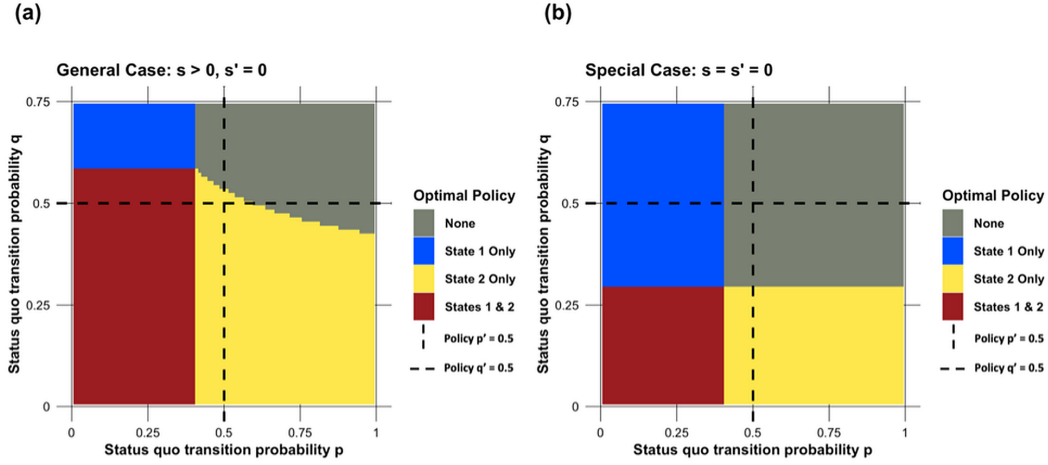 (a)
General Case: s > 0, s' = 0
0.75
0.5
0.25
0
Status quo transition probability q
0
0.25
0.5
0.75
1
Status quo transition probability p
Optimal Policy
None
State 1 Only
State 2 Only
States 1 & 2
Policy p' = 0.5
Policy q' = 0.5
(b)
Special Case: s = s' = 0
0.75
0.5
0.25
0
Status quo transition probability q
0
0.25
0.5
0.75
1
Status quo transition probability p
Optimal Policy
None
State 1 Only
State 2 Only
States 1 & 2
Policy p' = 0.5
Policy q' = 0.5